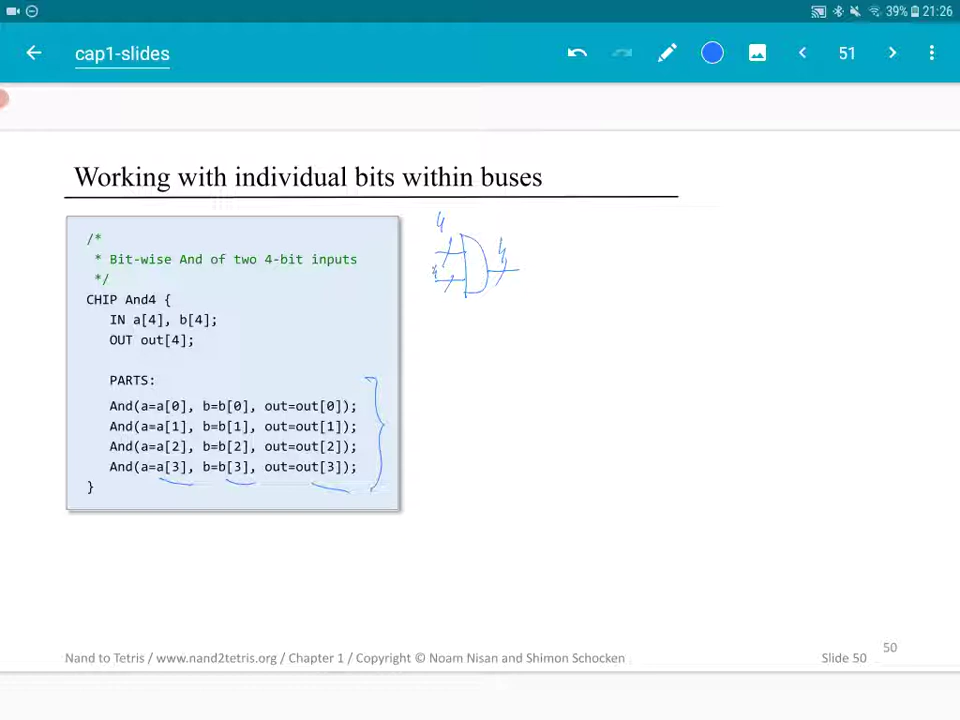 39% 21:26
cap1-slides
51
Working with individual bits within buses
/*
* Bit-wise And of two 4-bit inputs
*/
CHIP And4 {
IN a[4], b[4];
OUT out[4];
PARTS:
And(a=a[0], b=b[0], out=out[0]);
And(a=a[1], b=b[1], out=out[1]);
And(a=a[2], b=b[2], out=out[2]);
And(a=a[3], b=b[3], out=out[3]);
}
4
4
4
Nand to Tetris / www.nand2tetris.org / Chapter 1 / Copyright © Noam Nisan and Shimon Schocken
Slide 50
50